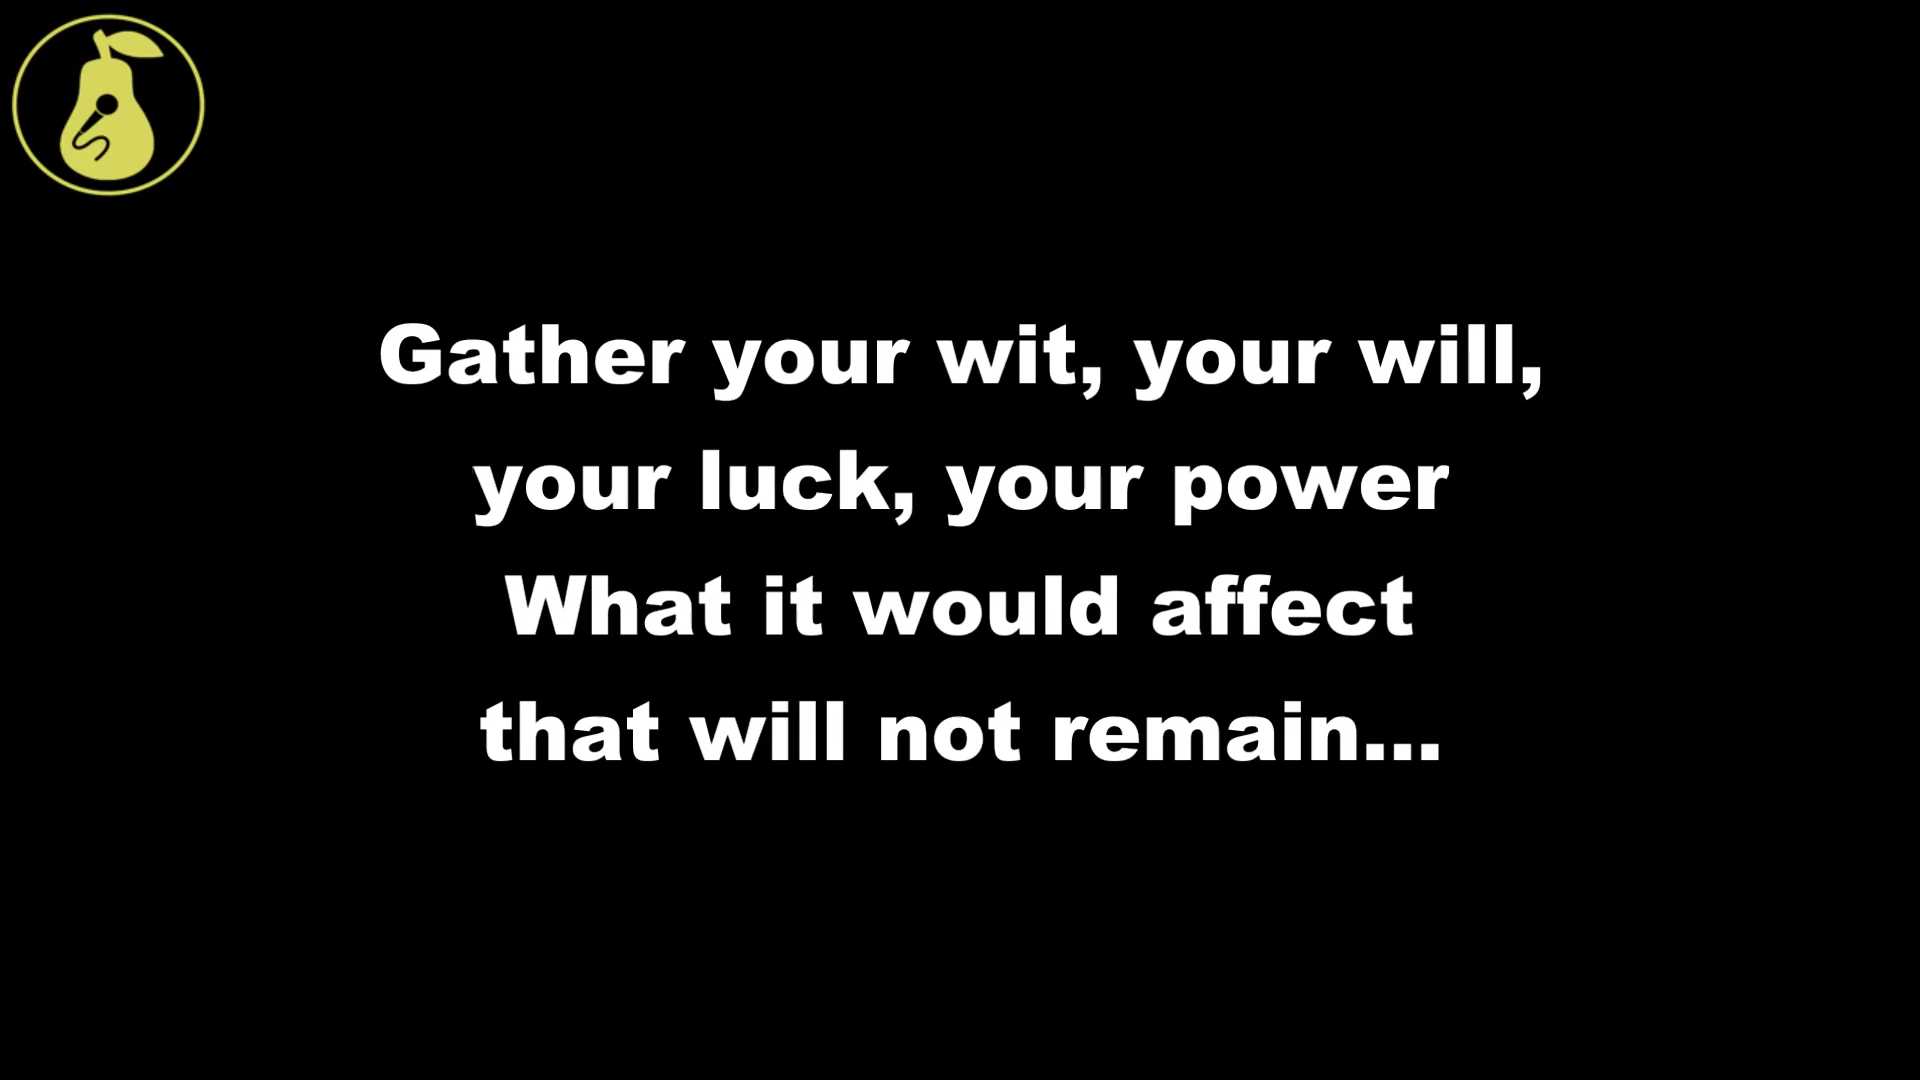 Gather your wit, your will,
your luck, your power
What it would affect
that will not remain...